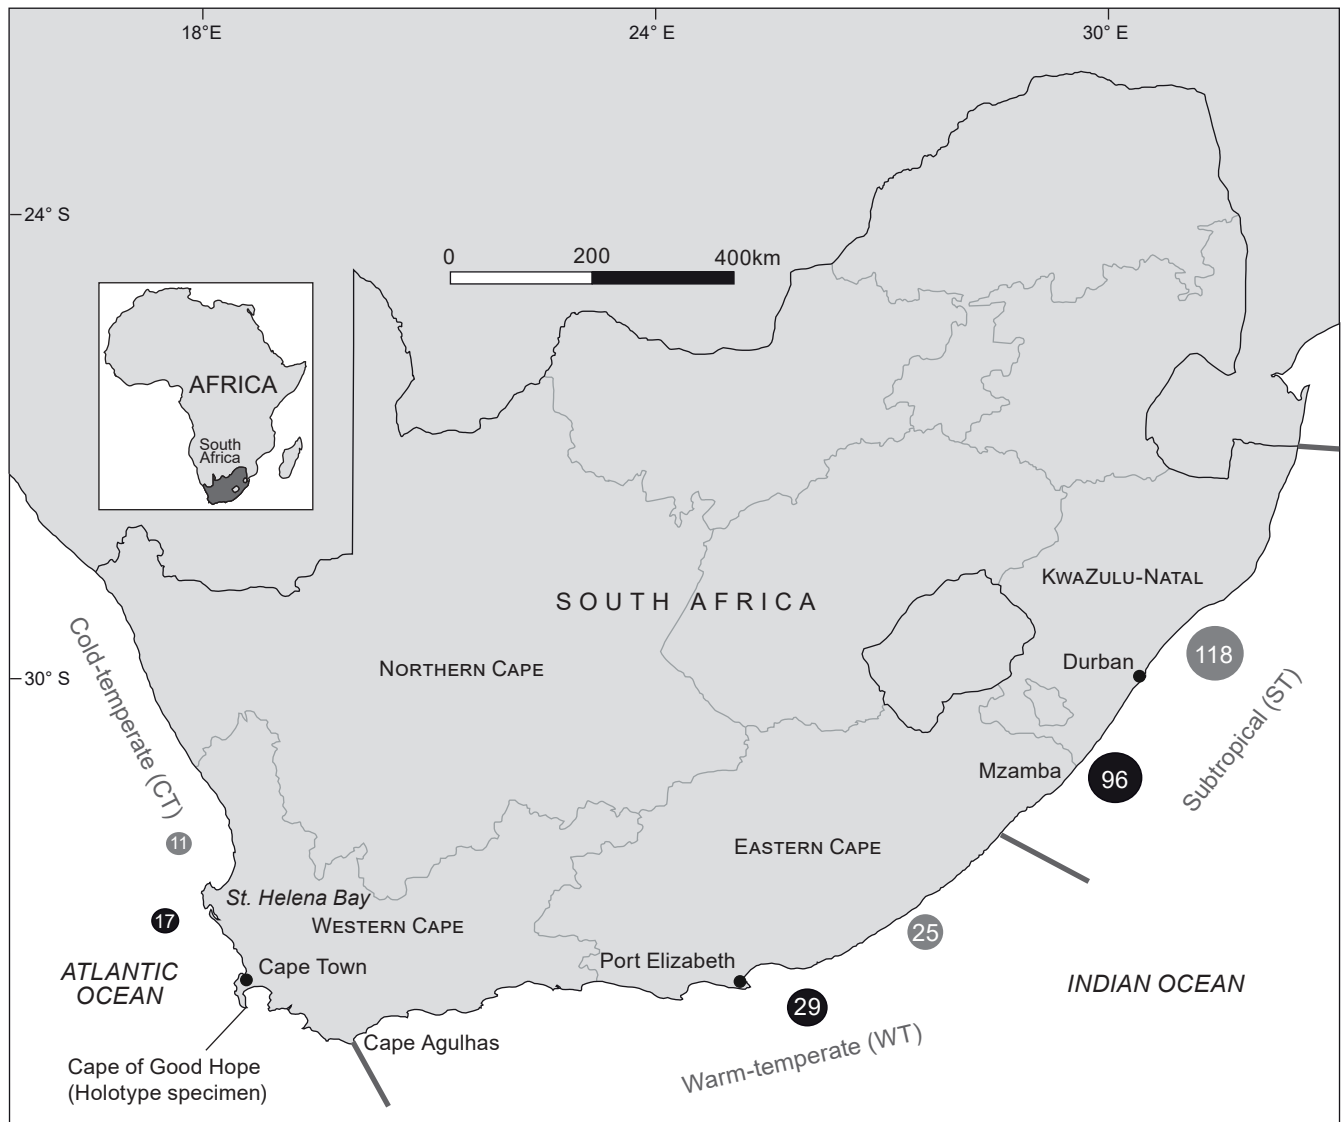 18°E
24° E
30° E
24° S
0
200
400km
AFRICA
South
Africa
KWAZULU-NATAL
SOUTH AFRICA
Cold-temperate (CT)
118
30° S
NORTHERN CAPE
Durban
Subtropical (ST)
Mzamba
96
11
EASTERN CAPE
St. Helena Bay
17
WESTERN CAPE
25
Port Elizabeth
Cape Town
ATLANTIC
OCEAN
INDIAN OCEAN
29
Cape Agulhas
Warm-temperate (WT)
Cape of Good Hope
(Holotype specimen)